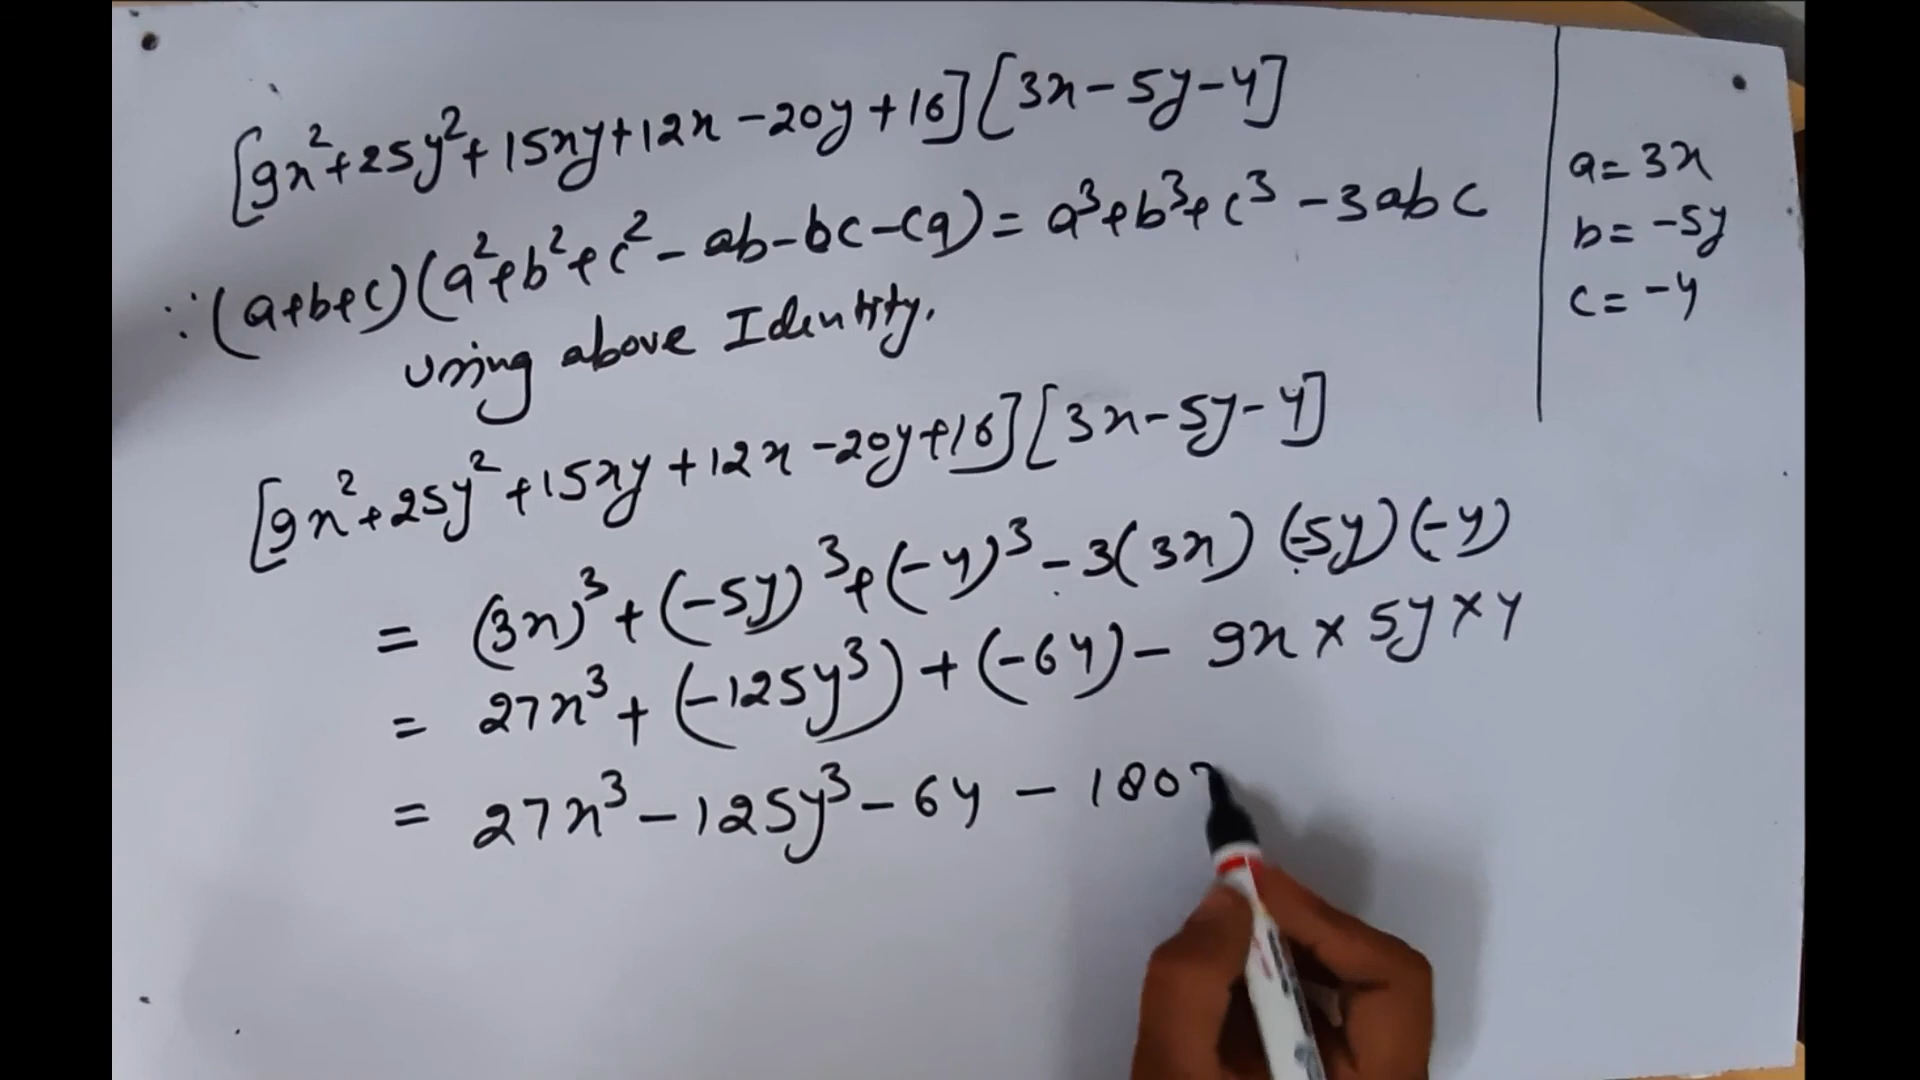 [9x²+25y²+15xy+12x-20y+16][3x-5y-4]
∵(a+b+c)(a²+b²+c²-ab-bc-ca)=a³+b³+c³-3abc
using above Identity.
[9x²+25y²+15xy+12x-20y+16][3x-5y-4]
= (3x)³+(-5y)³+(-4)³-3(3x)(-5y)(-4)
= 27x³+(-125y³)+(-64)-9x×5y×4
= 27x³-125y³-64-180
a=3x
b=-5y
c=-4